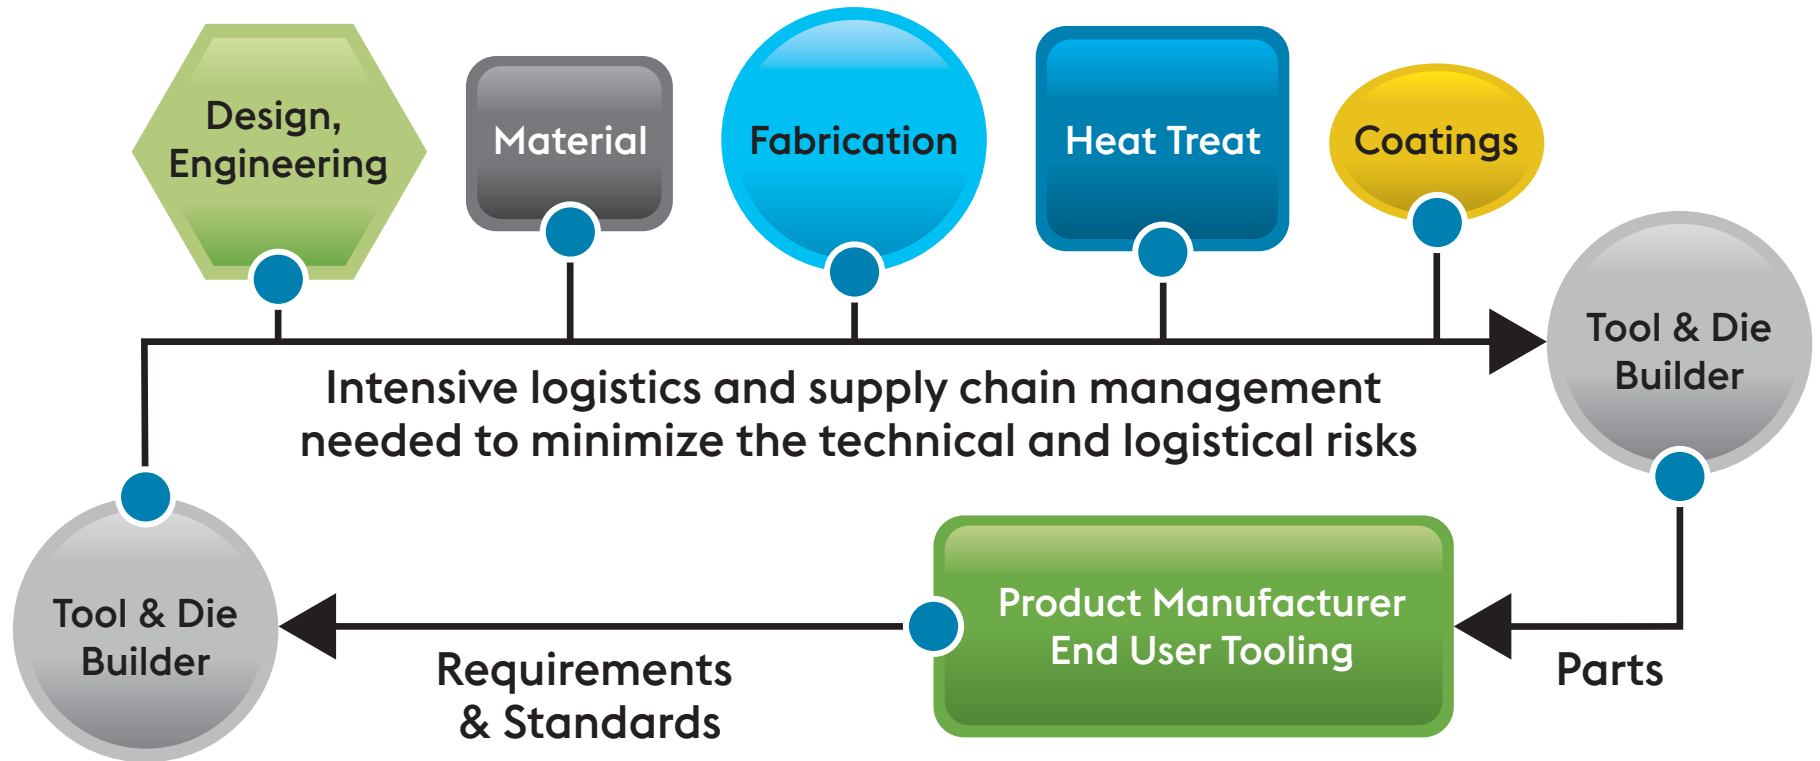 Design,
Engineering
Material
Fabrication
Heat Treat
Coatings
Tool & Die
Builder
Intensive logistics and supply chain management
needed to minimize the technical and logistical risks
Tool & Die
Builder
Requirements
& Standards
Product Manufacturer
End User Tooling
Parts